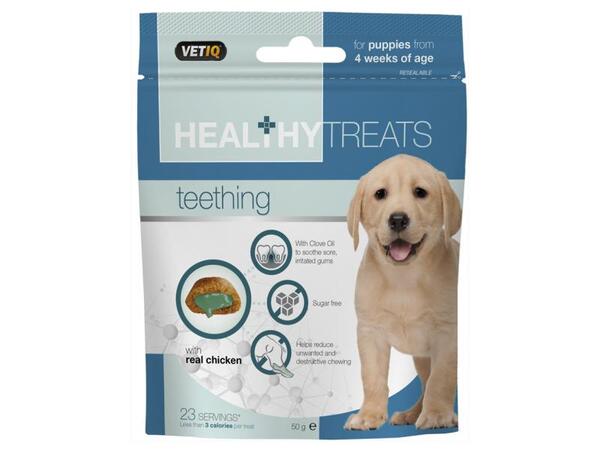 VETIQ
for puppies from
4 weeks of age
RESEALABLE
HEALTHYTREATS
teething
With Clove Oil
to soothe sore,
irritated gums
Sugar free
with
real chicken
Helps reduce
unwanted and
destructive chewing
23 SERVINGS*
Less than 3 calories per treat
50 g e